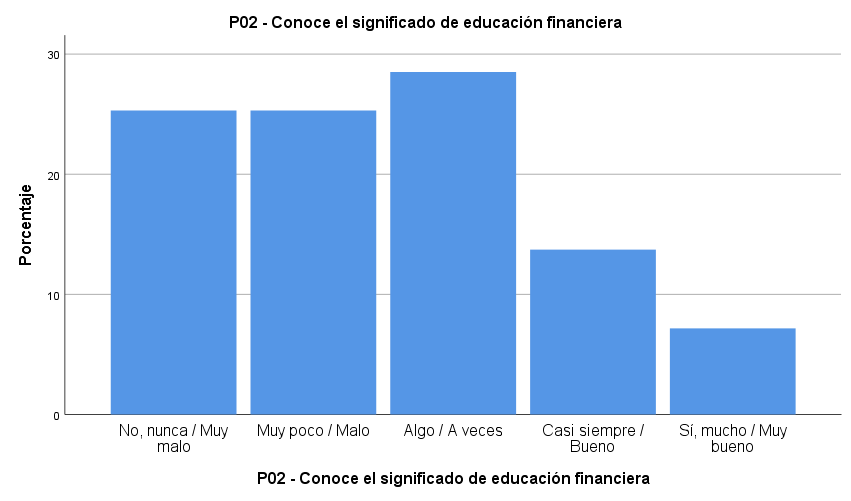 P02 - Conoce el significado de educación financiera
30
20
10
0
Porcentaje
No, nunca / Muy
malo
Muy poco / Malo
Algo / A veces
Casi siempre /
Bueno
Sí, mucho / Muy
bueno
P02 - Conoce el significado de educación financiera